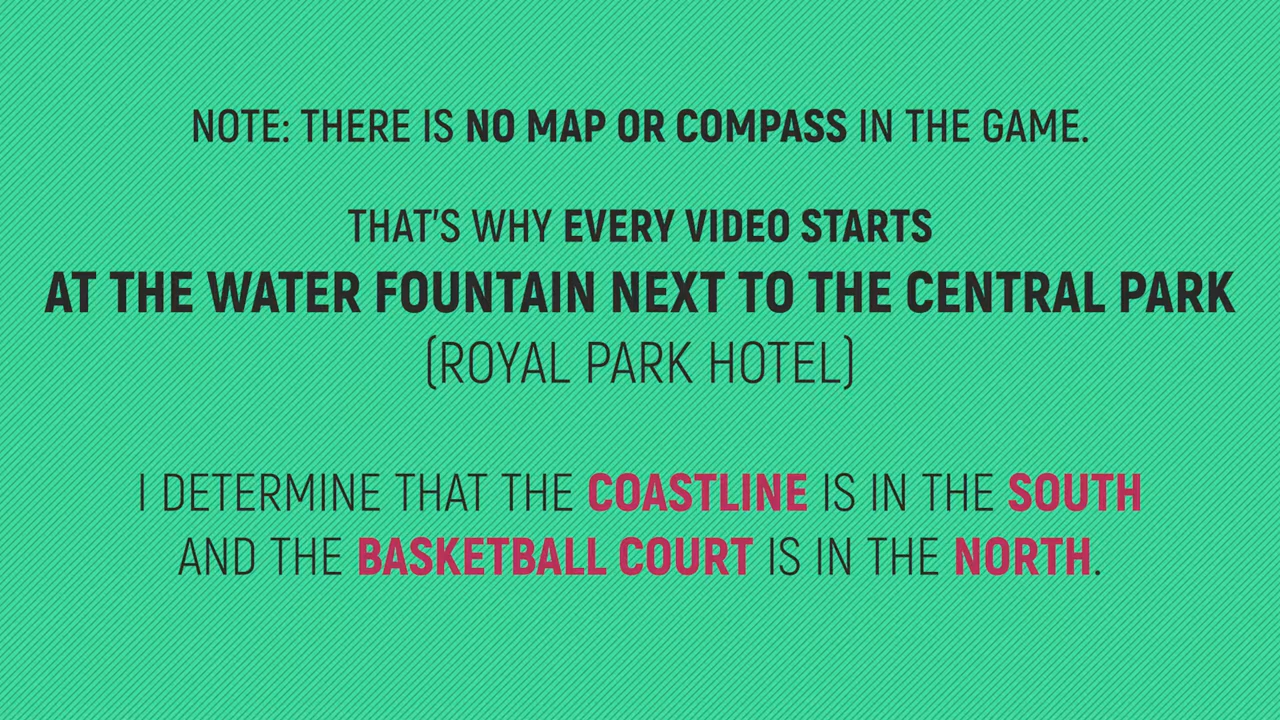 NOTE: THERE IS NO MAP OR COMPASS IN THE GAME.
THAT'S WHY EVERY VIDEO STARTS
AT THE WATER FOUNTAIN NEXT TO THE CENTRAL PARK
(ROYAL PARK HOTEL)
I DETERMINE THAT THE COASTLINE IS IN THE SOUTH
AND THE BASKETBALL COURT IS IN THE NORTH.